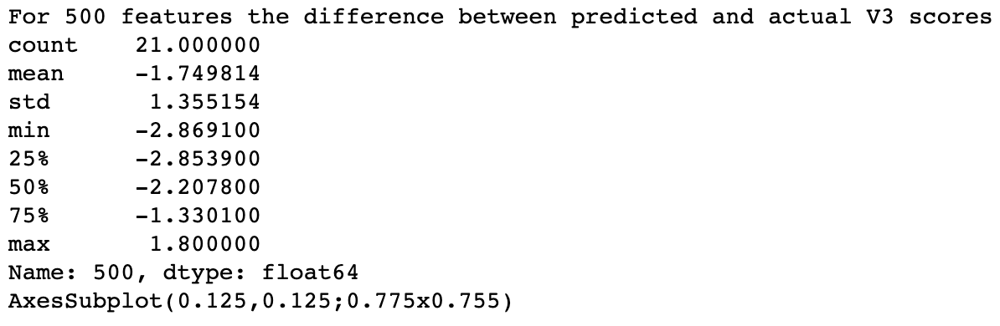 For 500 features the difference between predicted and actual V3 scores
count    21.000000
mean     -1.749814
std       1.355154
min      -2.869100
25%      -2.853900
50%      -2.207800
75%      -1.330100
max       1.800000
Name: 500, dtype: float64
AxesSubplot(0.125,0.125;0.775x0.755)